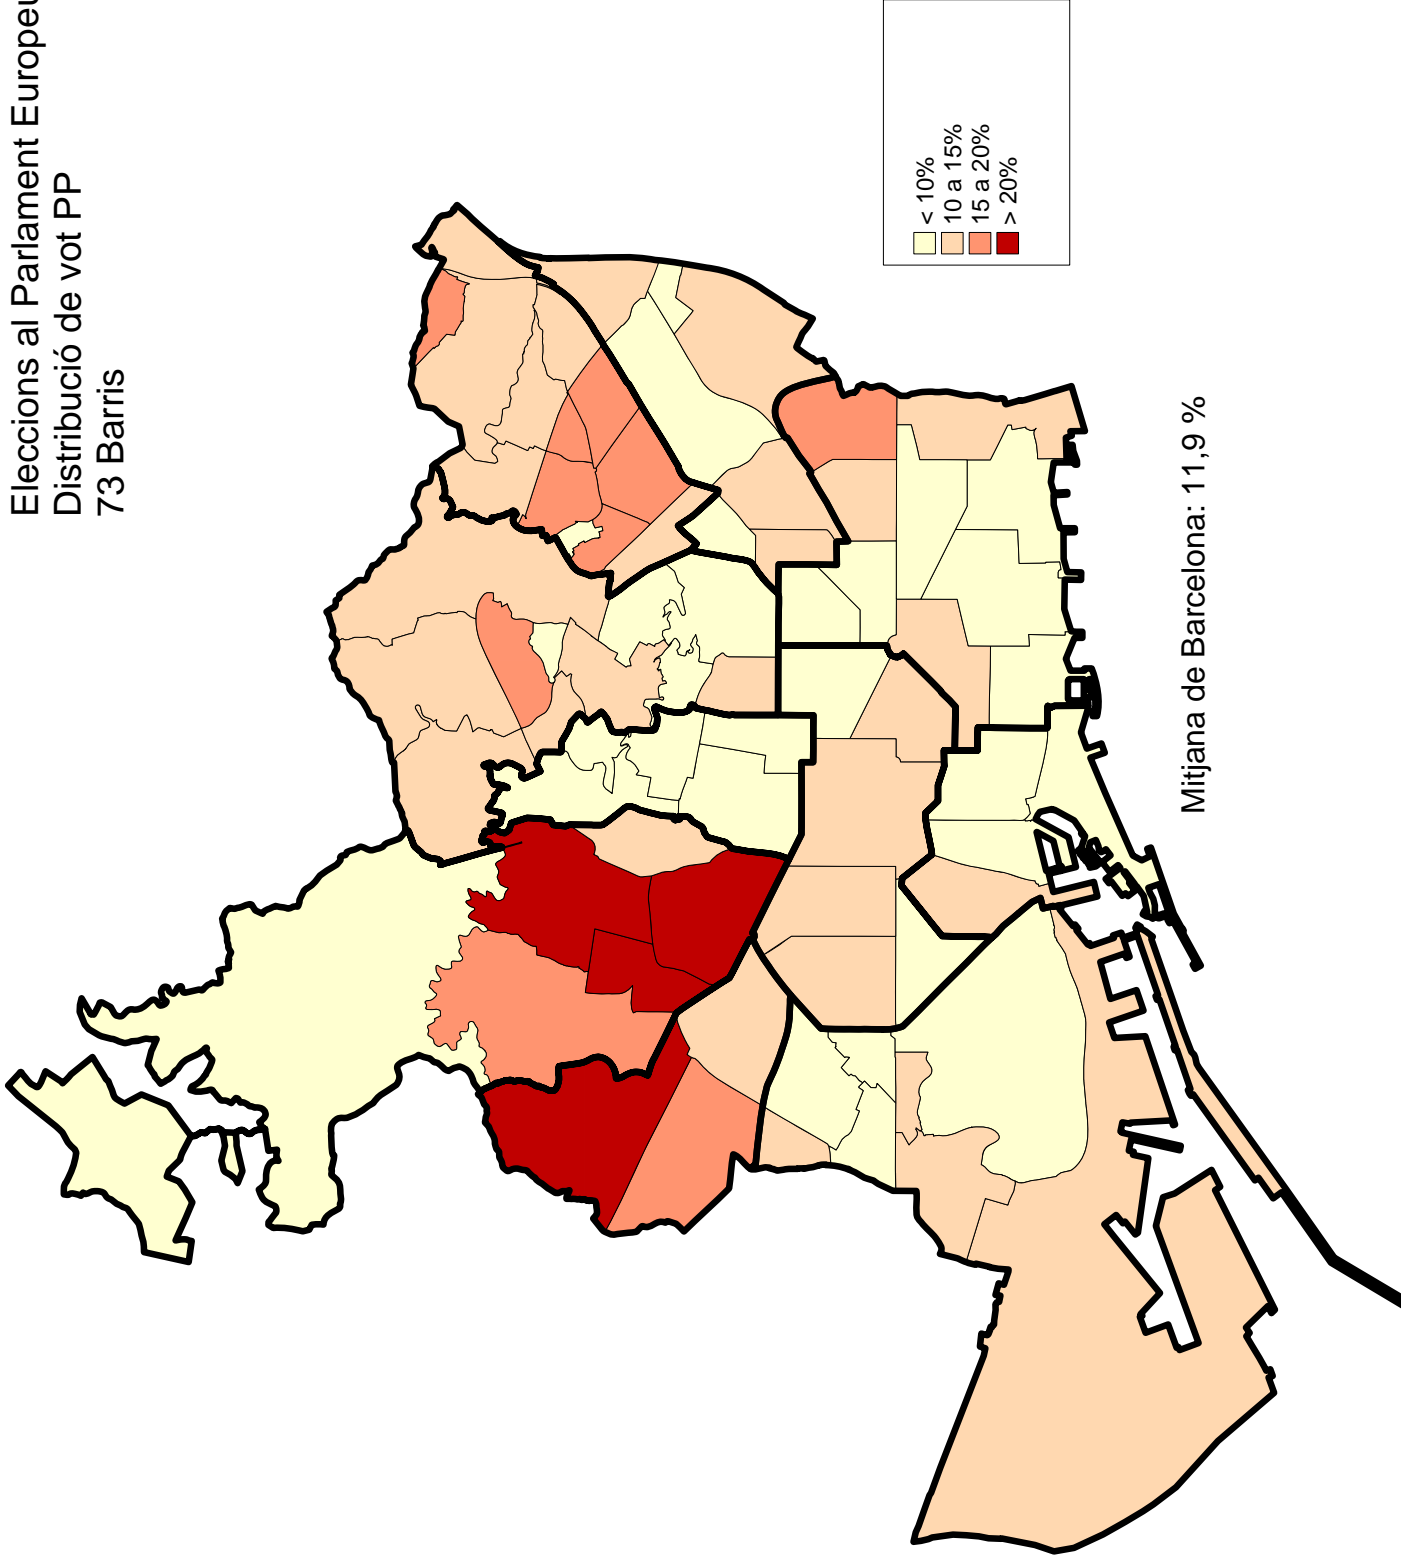 Eleccions al Parlament Europeu
Distribució de vot PP
73 Barris
< 10%
10 a 15%
15 a 20%
> 20%
Mitjana de Barcelona: 11,9 %